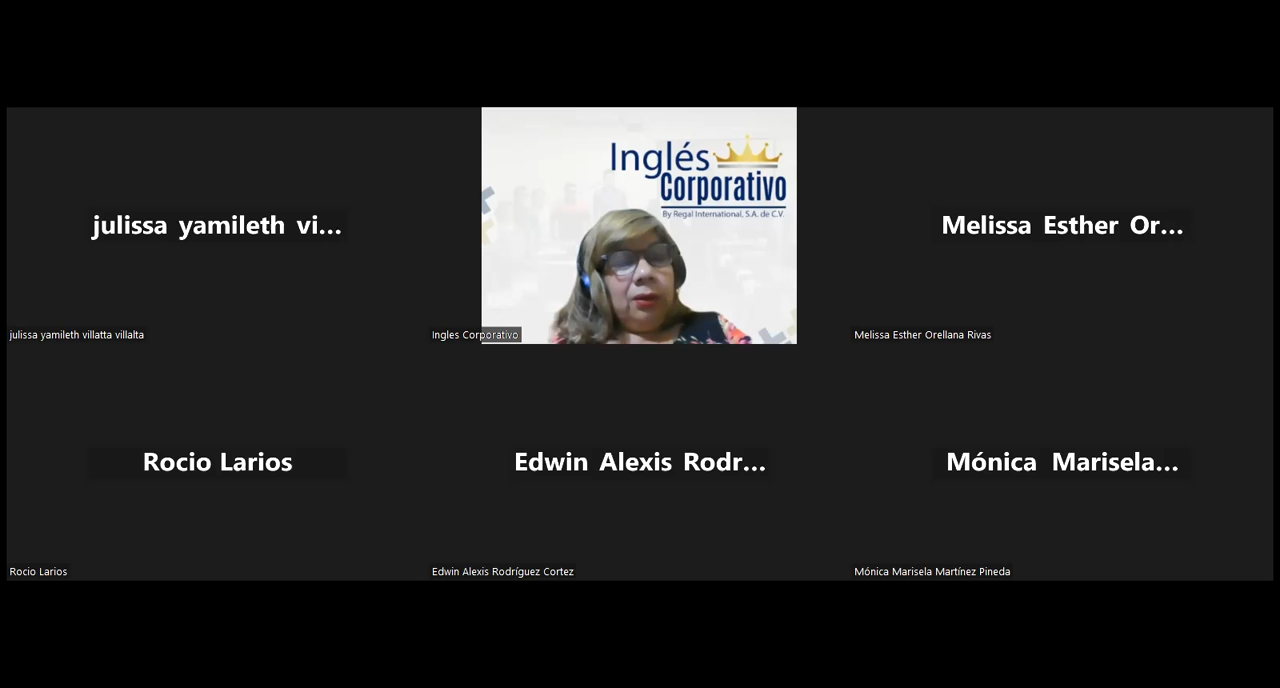 julissa yamileth vi...
julissa yamileth villatta villalta
Inglés
Corporativo
By Regal International, S.A. de C.V.
Ingles Corporativo
Melissa Esther Or...
Melissa Esther Orellana Rivas
Rocio Larios
Rocio Larios
Edwin Alexis Rodr...
Edwin Alexis Rodríguez Cortez
Mónica Marisela...
Mónica Marisela Martínez Pineda